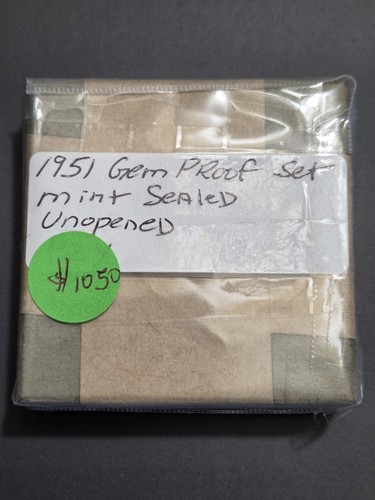 1951 Gem PRoof Set
mint SeaLeD
UnopeneD
$1050